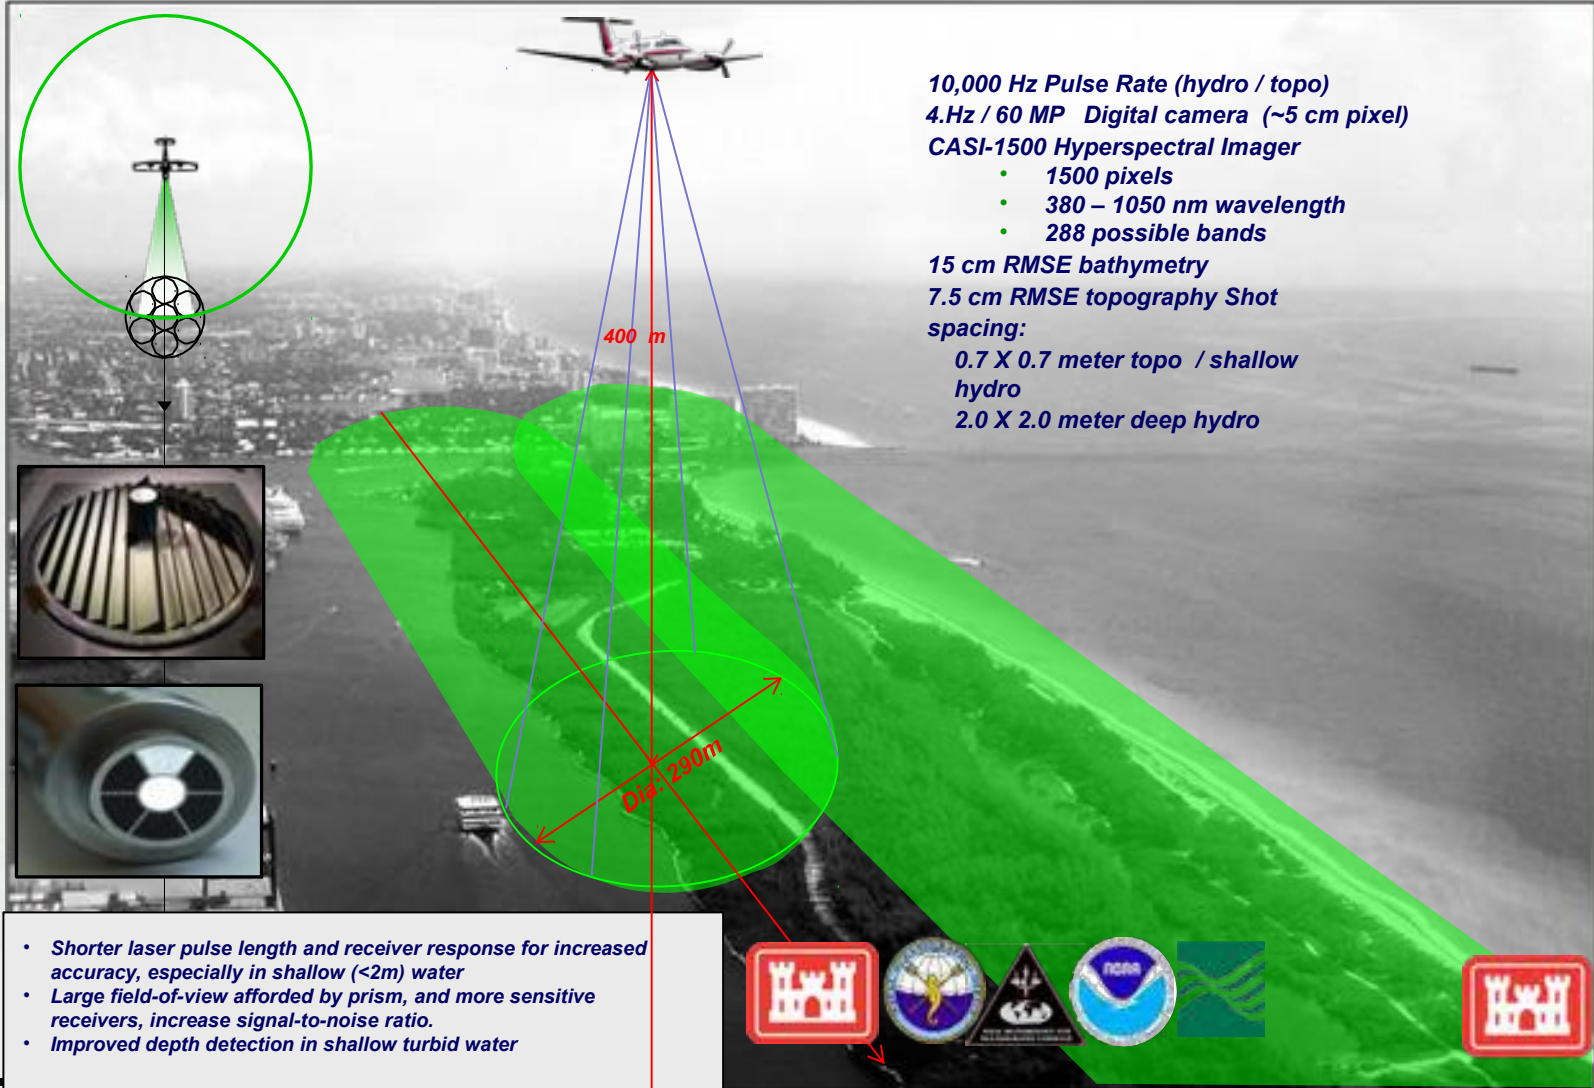 10,000 Hz Pulse Rate (hydro / topo)
4.Hz / 60 MP Digital camera (~5 cm pixel)
CASI-1500 Hyperspectral Imager
• 1500 pixels
• 380 – 1050 nm wavelength
• 288 possible bands
15 cm RMSE bathymetry
7.5 cm RMSE topography Shot
spacing:
0.7 X 0.7 meter topo / shallow
hydro
2.0 X 2.0 meter deep hydro
400 m
Dia: 290m
• Shorter laser pulse length and receiver response for increased
accuracy, especially in shallow (<2m) water
• Large field-of-view afforded by prism, and more sensitive
receivers, increase signal-to-noise ratio.
• Improved depth detection in shallow turbid water
NOAA